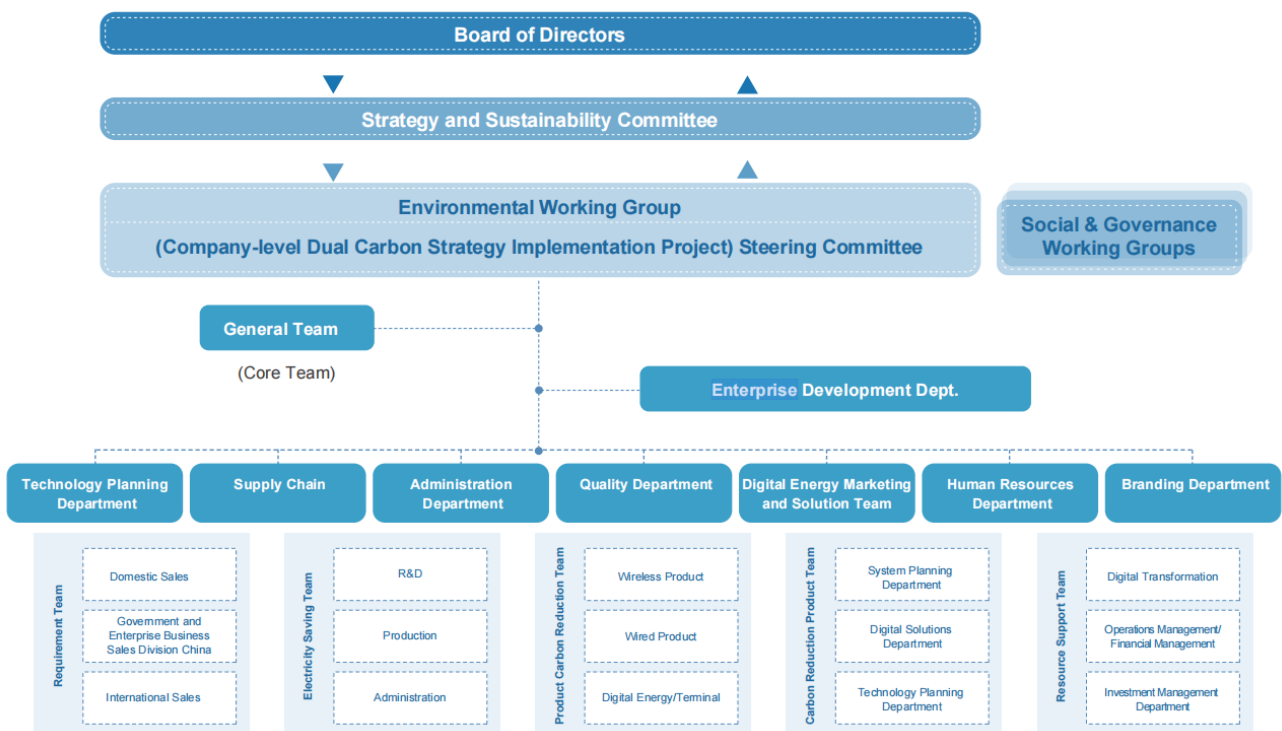 Board of Directors
Strategy and Sustainability Committee
Environmental Working Group
(Company-level Dual Carbon Strategy Implementation Project) Steering Committee
Social & Governance
Working Groups
General Team
(Core Team)
Enterprise Development Dept.
Technology Planning
Department
Supply Chain
Administration
Department
Quality Department
Digital Energy Marketing
and Solution Team
Human Resources
Department
Branding Department
Requirement Team
Domestic Sales
Government and
Enterprise Business
Sales Division China
International Sales
Electricity Saving Team
R&D
Production
Administration
Product Carbon Reduction Team
Wireless Product
Wired Product
Digital Energy/Terminal
Carbon Reduction Product Team
System Planning
Department
Digital Solutions
Department
Technology Planning
Department
Resource Support Team
Digital Transformation
Operations Management/
Financial Management
Investment Management
Department